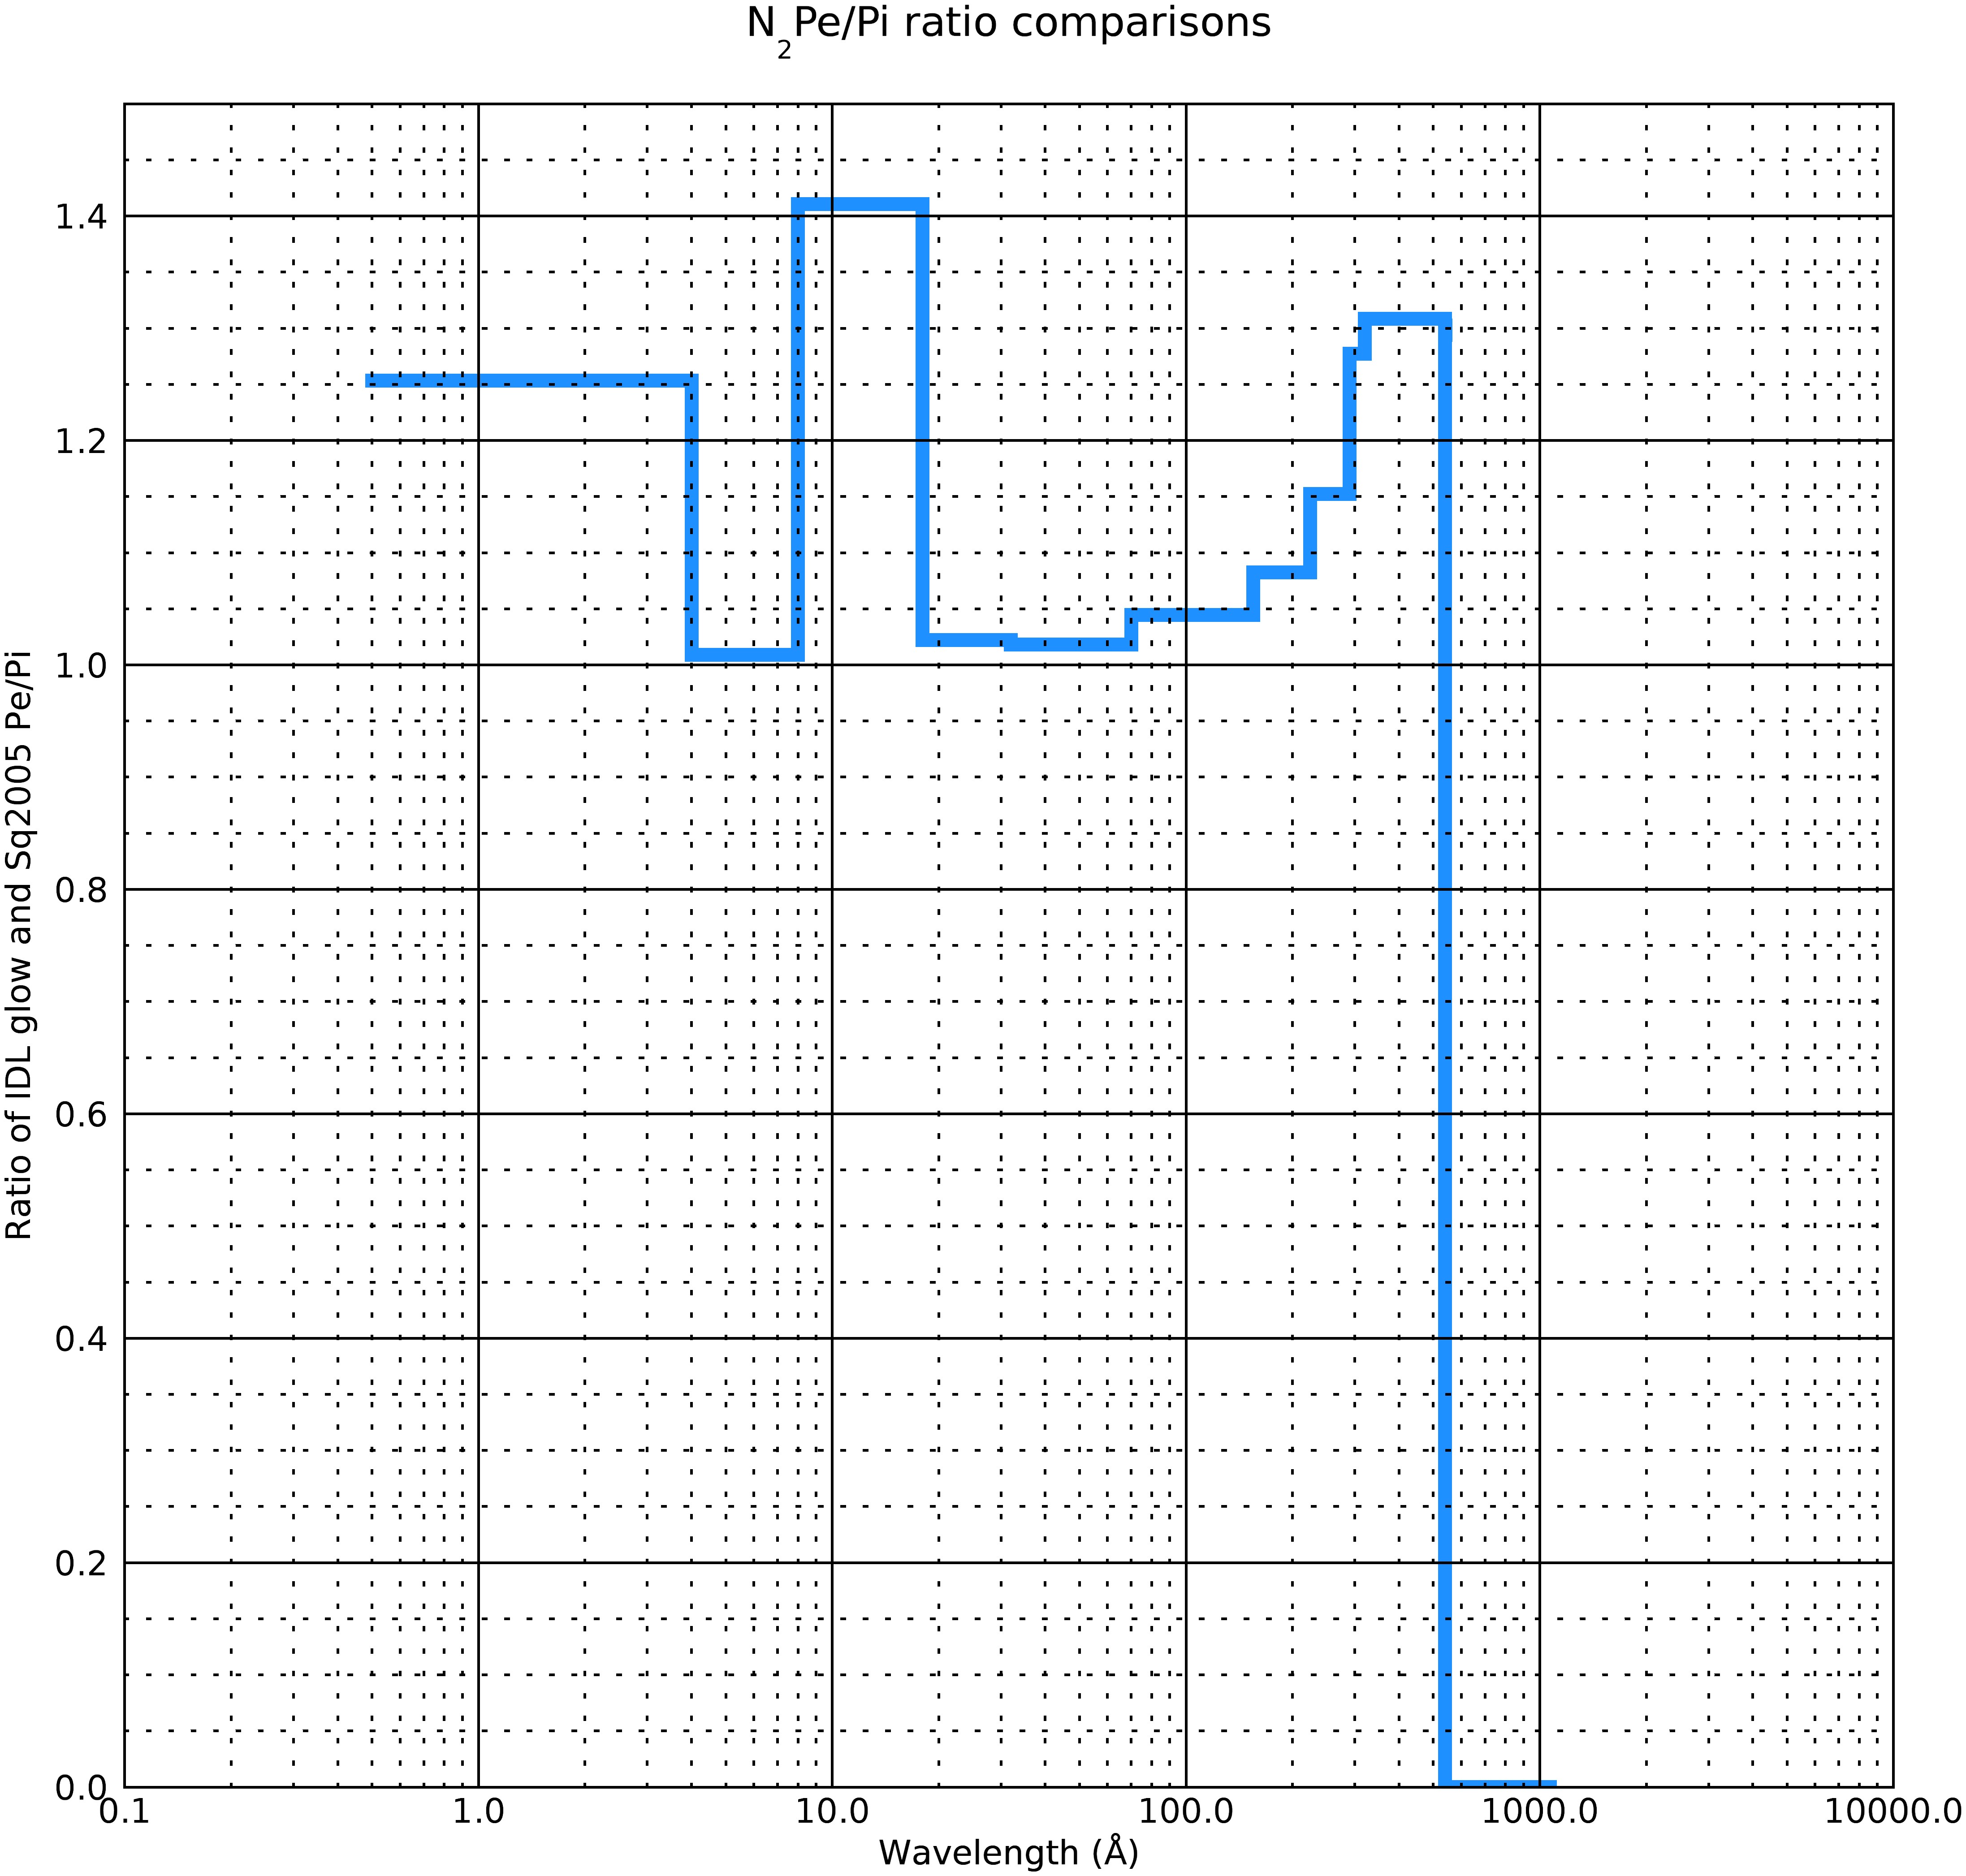 N2Pe/Pi ratio comparisons
Ratio of IDL glow and Sq2005 Pe/Pi
1.4
1.2
1.0
0.8
0.6
0.4
0.2
0.0
0.1 1.0 10.0 100.0 1000.0 10000.0
Wavelength (Å)